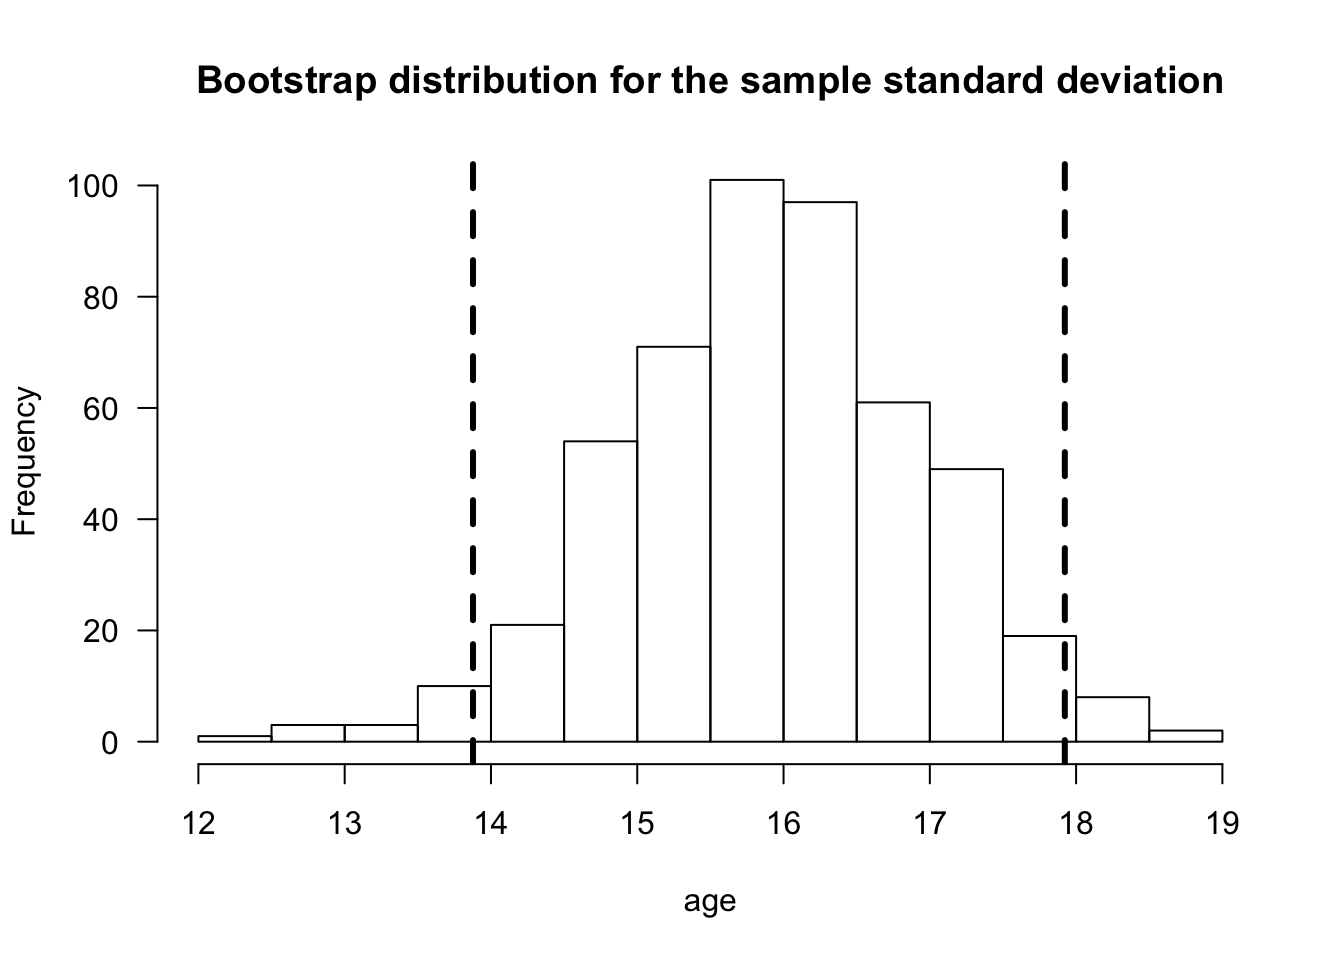 Bootstrap distribution for the sample standard deviation
100
80
60
40
20
0
Frequency
12 13 14 15 16 17 18 19
age